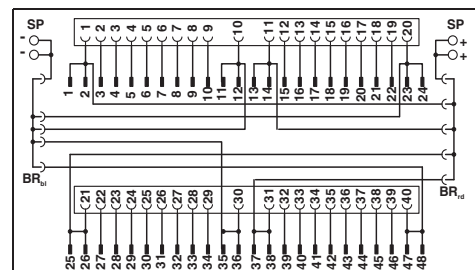 SP SP
1 2 3 4 5 6 7 8 9 10 11 12 13 14 15 16 17 18 19 20
- +
- +
1 2 3 4 5 6 7 8 9 10 11 12 13 14 15 16 17 18 19 20 21 22 23 24
BRbl BRrd
21 22 23 24 25 26 27 28 29 30 31 32 33 34 35 36 37 38 39 40
25 26 27 28 29 30 31 32 33 34 35 36 37 38 39 40 41 42 43 44 45 46 47 48